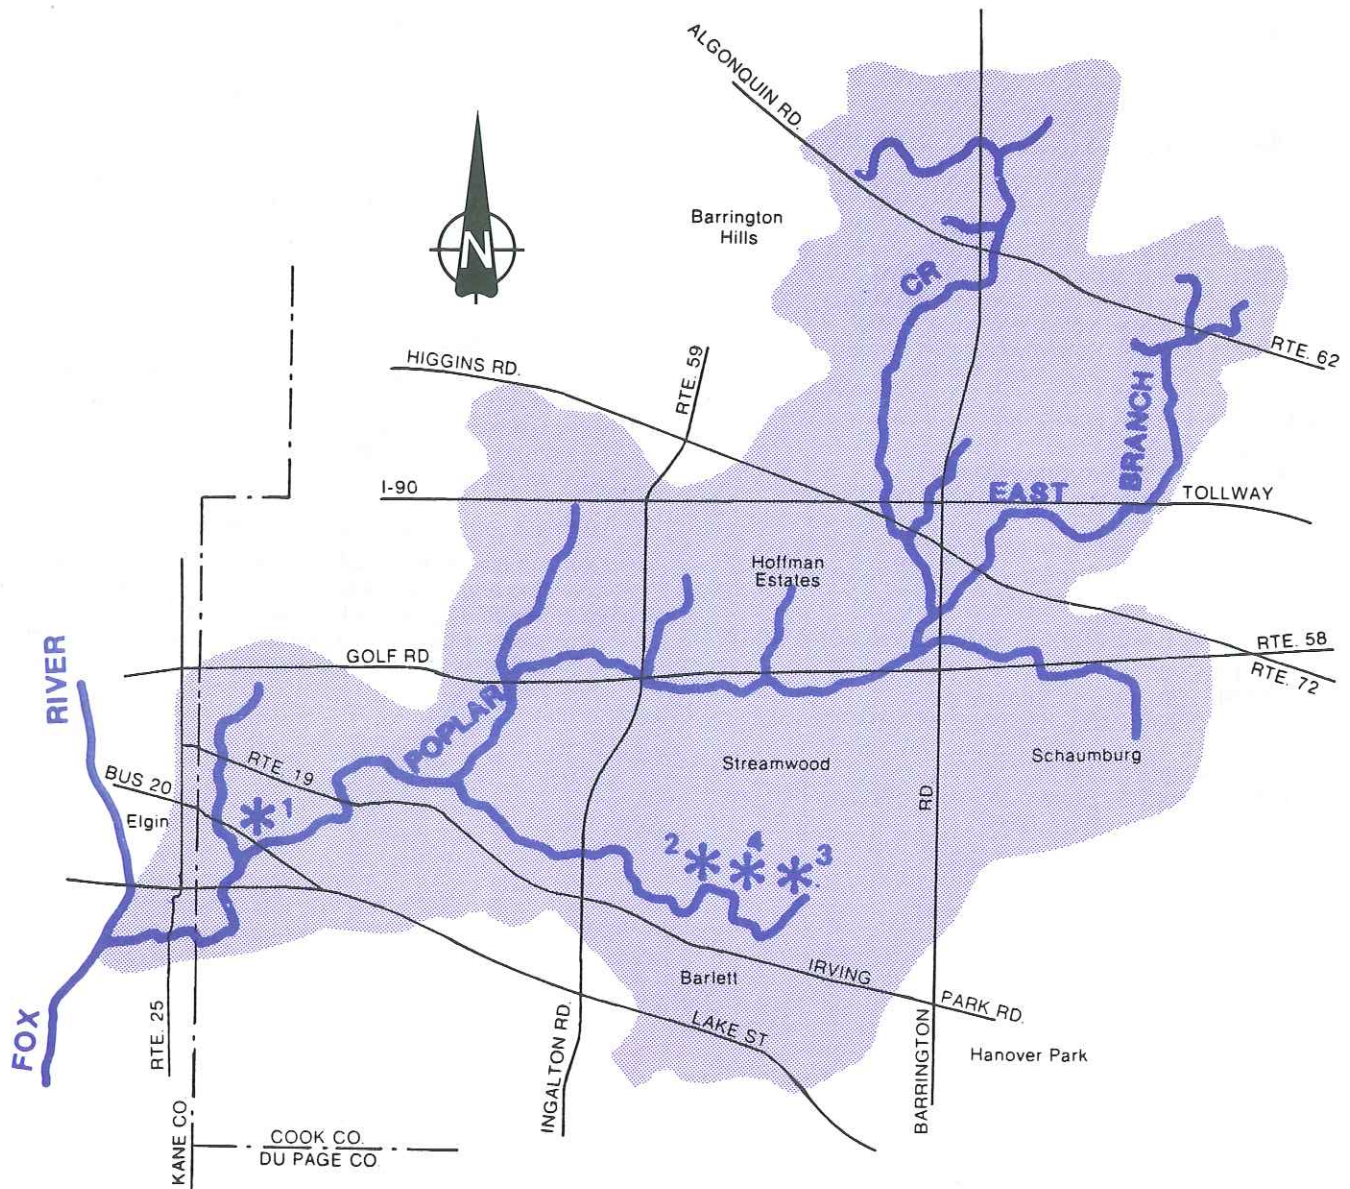 ALGONQUIN RD.
N
Barrington
Hills
CR
RTE. 62
HIGGINS RD.
RTE. 59
BRANCH
I-90
EAST
TOLLWAY
Hoffman
Estates
RIVER
GOLF RD
RTE. 58
RTE. 72
POPLAR
BUS 20
RTE. 19
Streamwood
Schaumburg
RD
1
Elgin
2
4
3
Barlett
IRVING
PARK RD.
FOX
RTE. 25
INGALTON RD.
LAKE ST
BARRINGTON
Hanover Park
KANE CO
COOK CO.
DU PAGE CO.